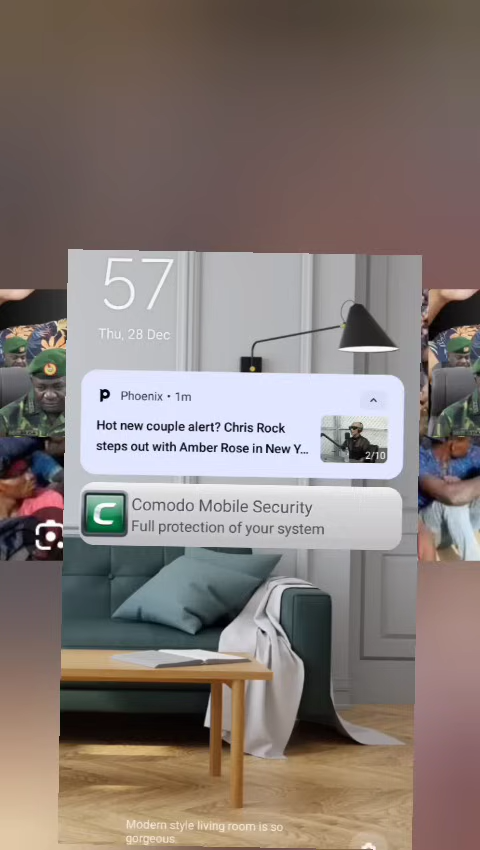 57
Thu, 28 Dec
Phoenix • 1m
Hot new couple alert? Chris Rock
steps out with Amber Rose in New Y…
2/10
Comodo Mobile Security
Full protection of your system
Modern style living room is so
gorgeous.